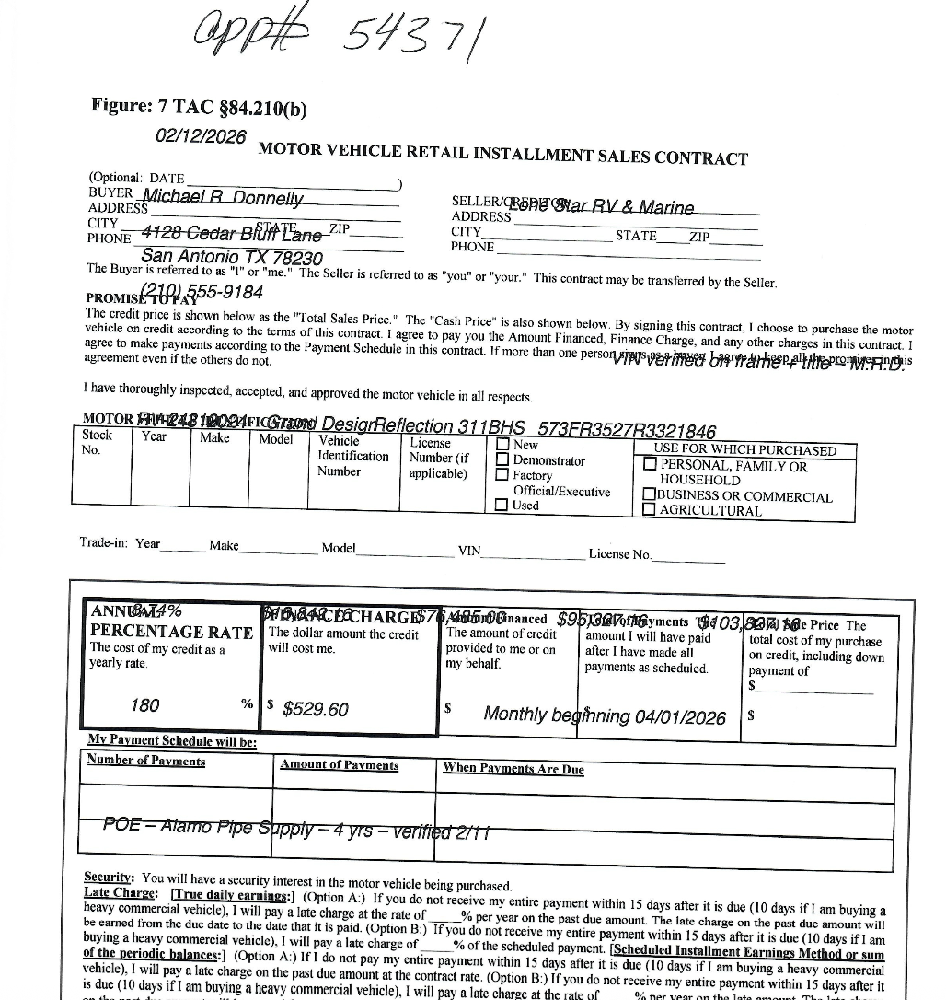 app# 54371
Figure: 7 TAC §84.210(b)
02/12/2026
MOTOR VEHICLE RETAIL INSTALLMENT SALES CONTRACT
(Optional: DATE )
BUYER Michael R. Donnelly
SELLER/CREDITOR Lone Star RV & Marine
ADDRESS
ADDRESS
CITY STATE ZIP
4128 Cedar Bluff Lane
CITY STATE ZIP
PHONE
PHONE
San Antonio TX 78230
The Buyer is referred to as "I" or "me." The Seller is referred to as "you" or "your." This contract may be transferred by the Seller.
(210) 555-9184
PROMISE TO PAY
The credit price is shown below as the "Total Sales Price." The "Cash Price" is also shown below. By signing this contract, I choose to purchase the motor
vehicle on credit according to the terms of this contract. I agree to pay you the Amount Financed, Finance Charge, and any other charges in this contract. I
agree to make payments according to the Payment Schedule in this contract. If more than one person signs as a buyer, I agree to keep all the promises in this
VIN verified on frame + title – M.R.D.
agreement even if the others do not.
I have thoroughly inspected, accepted, and approved the motor vehicle in all respects.
MOTOR VEHICLE IDENTIFICATION
2024 Grand Design Reflection 311BHS 573FR3527R3321846
Stock No. Year Make Model Vehicle Identification Number License Number (if applicable)
New
Demonstrator
Factory Official/Executive
Used
USE FOR WHICH PURCHASED
PERSONAL, FAMILY OR HOUSEHOLD
BUSINESS OR COMMERCIAL
AGRICULTURAL
Trade-in: Year Make Model VIN License No.
8.74% $76,485.00
ANNUAL PERCENTAGE RATE
The cost of my credit as a yearly rate.
180 %
FINANCE CHARGE
The dollar amount the credit will cost me.
$ $529.60
Amount Financed
The amount of credit provided to me or on my behalf.
$
Total of Payments The amount I will have paid after I have made all payments as scheduled.
$
Total Sale Price The total cost of my purchase on credit, including down payment of
$
$
Monthly beginning 04/01/2026
My Payment Schedule will be:
Number of Payments Amount of Payments When Payments Are Due
POE – Alamo Pipe Supply – 4 yrs – verified 2/11
Security: You will have a security interest in the motor vehicle being purchased.
Late Charge: [True daily earnings:] (Option A:) If you do not receive my entire payment within 15 days after it is due (10 days if I am buying a
heavy commercial vehicle), I will pay a late charge at the rate of ____% per year on the past due amount. The late charge on the past due amount will
be earned from the due date to the date that it is paid. (Option B:) If you do not receive my entire payment within 15 days after it is due (10 days if I am
buying a heavy commercial vehicle), I will pay a late charge of ____% of the scheduled payment. [Scheduled Installment Earnings Method or sum
of the periodic balances:] (Option A:) If I do not pay my entire payment within 15 days after it is due (10 days if I am buying a heavy commercial
vehicle), I will pay a late charge on the past due amount at the contract rate. (Option B:) If you do not receive my entire payment within 15 days after it
is due (10 days if I am buying a heavy commercial vehicle), I will pay a late charge at the rate of ____% per year on the late amount. The late